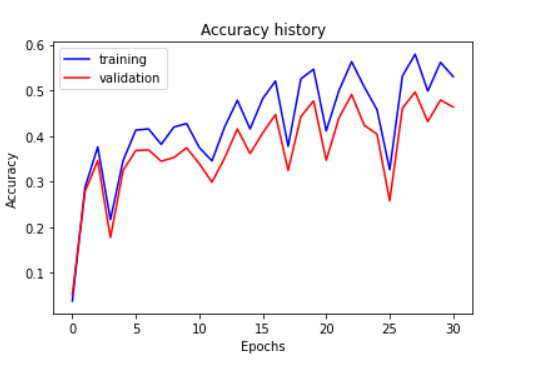 Accuracy history
training
validation
Accuracy
0.6
0.5
0.4
0.3
0.2
0.1
0 5 10 15 20 25 30
Epochs